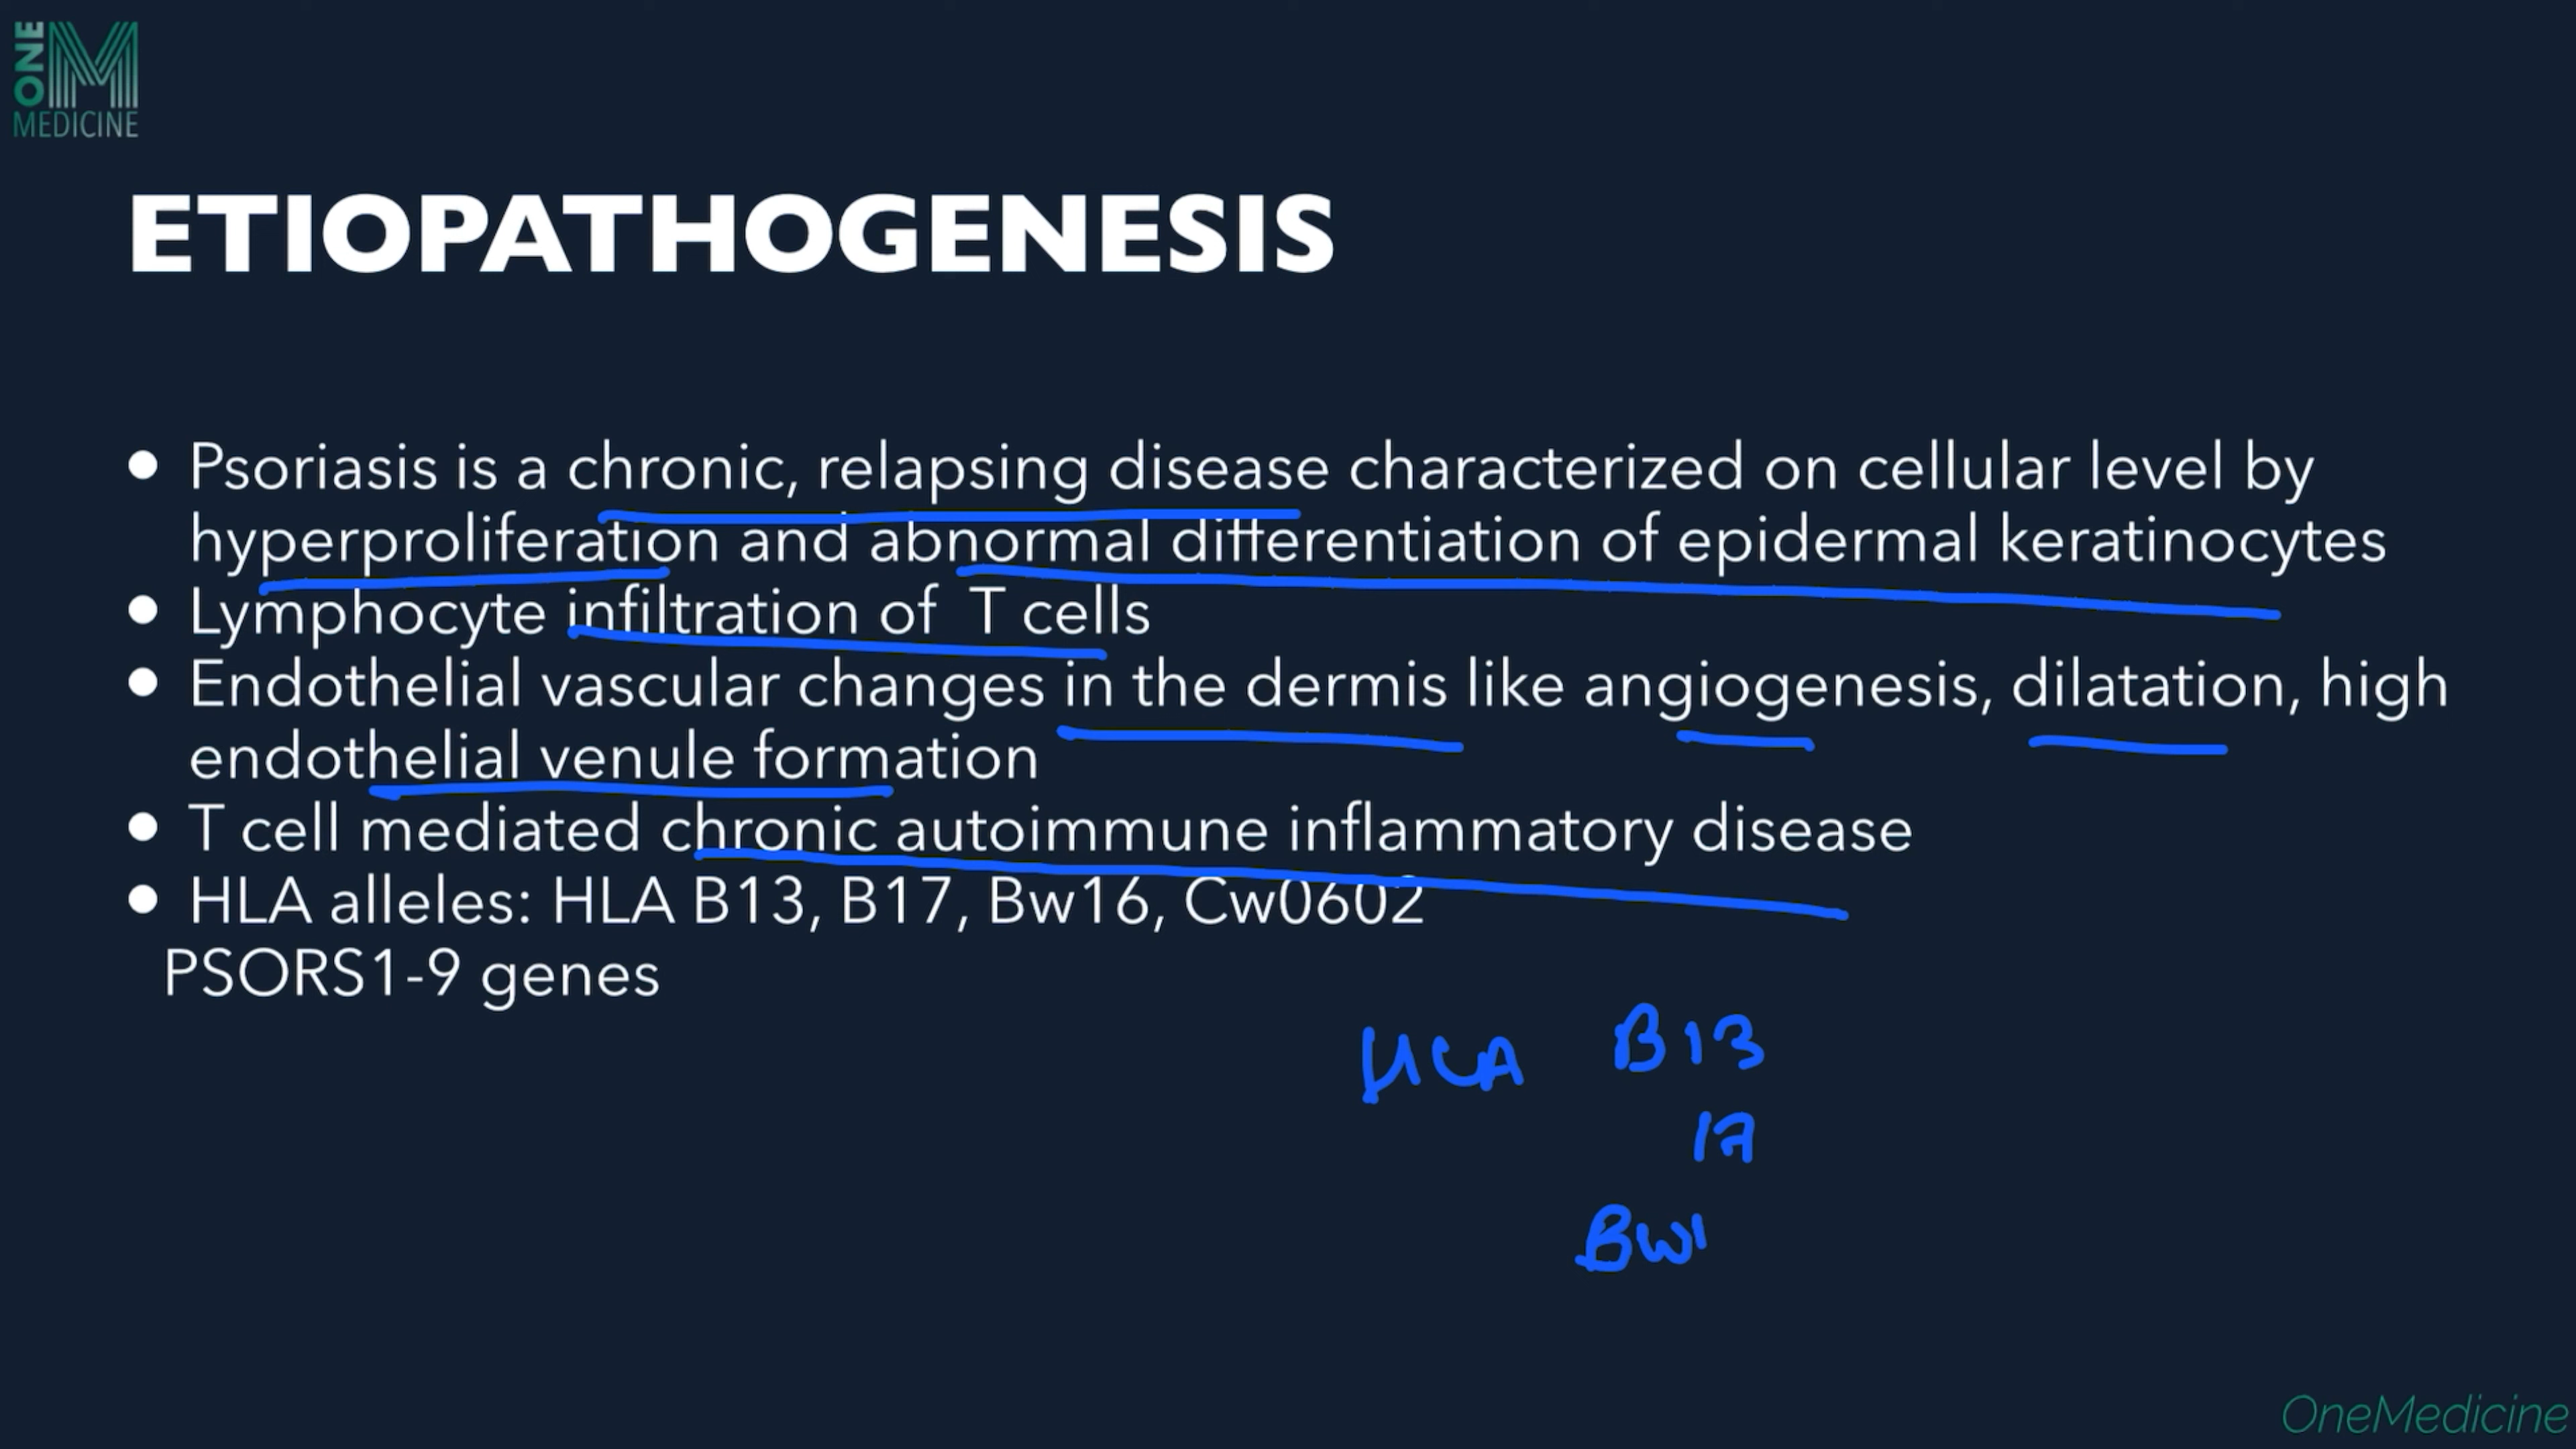 ONE
MEDICINE
ETIOPATHOGENESIS
● Psoriasis is a chronic, relapsing disease characterized on cellular level by
hyperproliferation and abnormal differentiation of epidermal keratinocytes
● Lymphocyte infiltration of T cells
● Endothelial vascular changes in the dermis like angiogenesis, dilatation, high
endothelial venule formation
● T cell mediated chronic autoimmune inflammatory disease
● HLA alleles: HLA B13, B17, Bw16, Cw0602
PSORS1-9 genes
HLA B13
17
BW1
OneMedicine